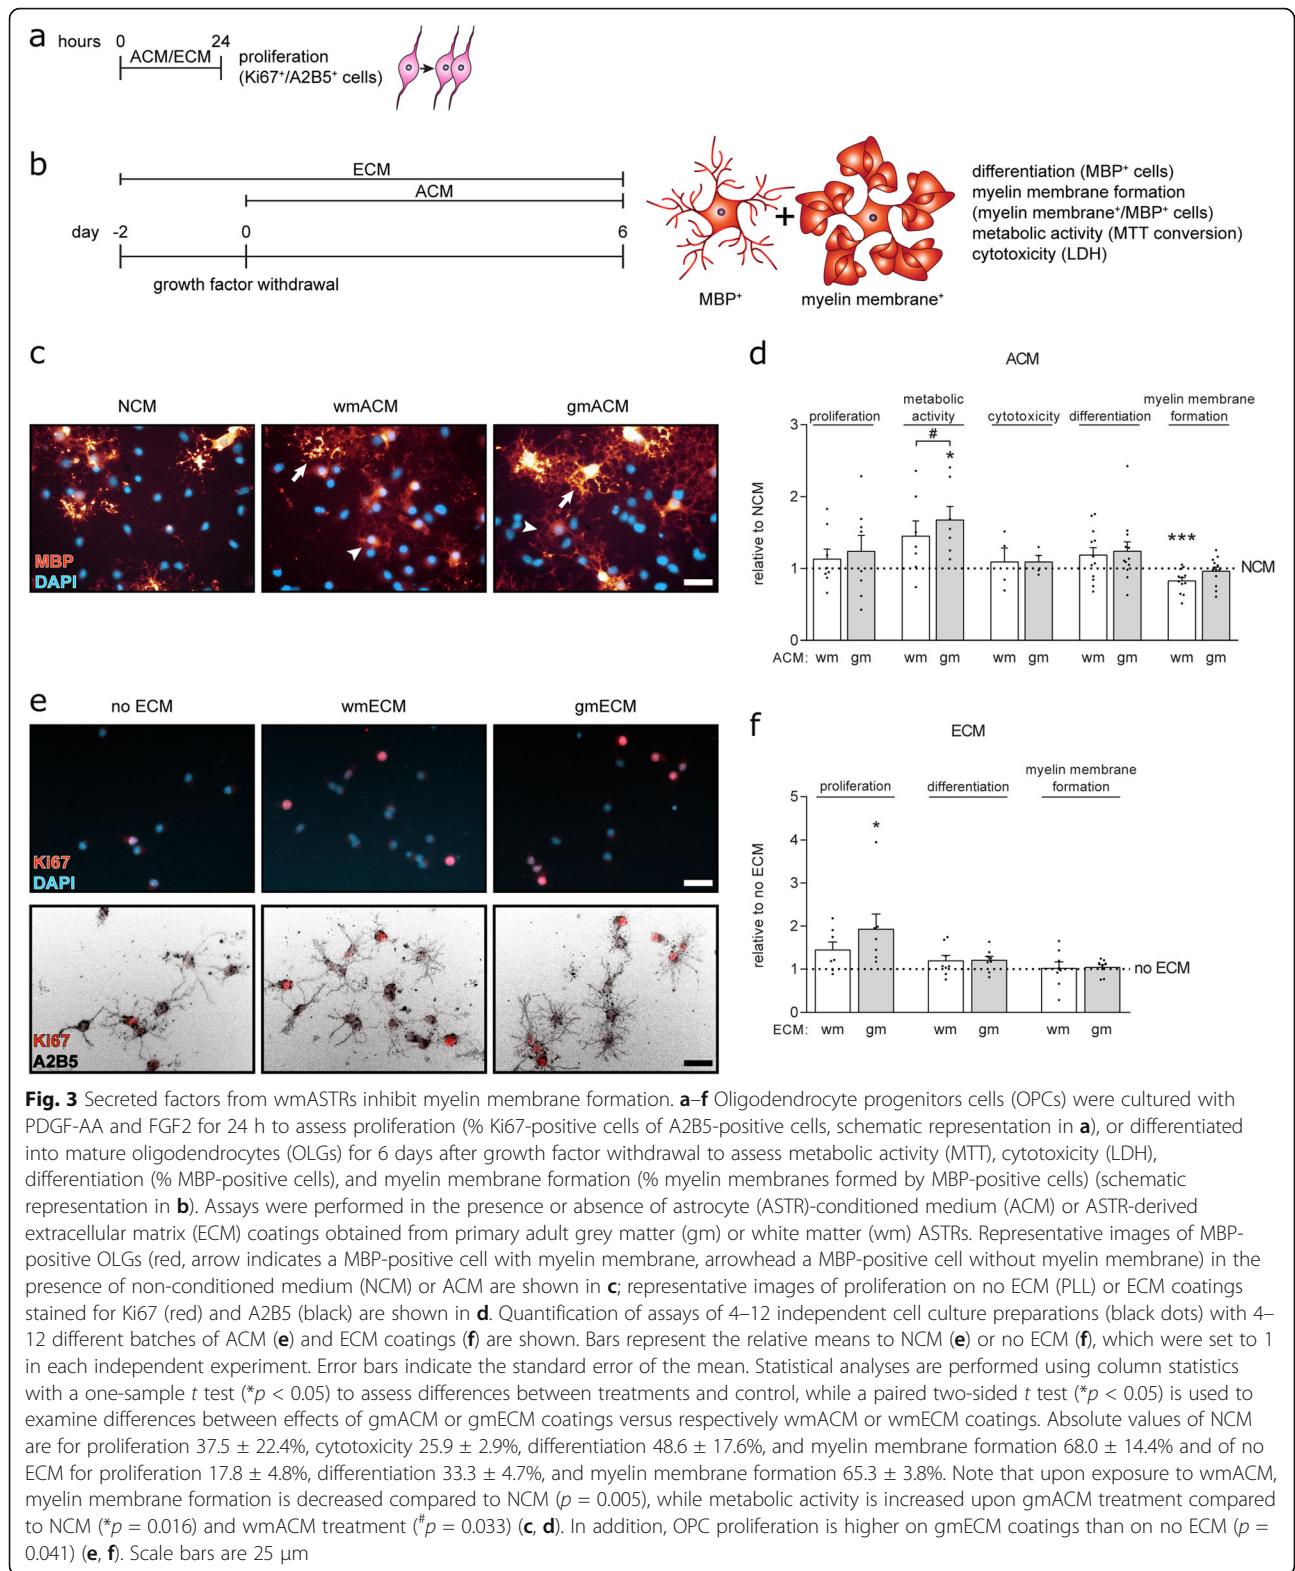 a
hours 0 24
ACM/ECM
proliferation
(Ki67⁺/A2B5⁺ cells)
b
ECM
ACM
day -2 0 6
growth factor withdrawal
MBP⁺
+
myelin membrane⁺
differentiation (MBP⁺ cells)
myelin membrane formation
(myelin membrane⁺/MBP⁺ cells)
metabolic activity (MTT conversion)
cytotoxicity (LDH)
c
NCM wmACM gmACM
MBP
DAPI
d
ACM
proliferation
metabolic
activity
cytotoxicity
differentiation
myelin membrane
formation
relative to NCM
3
2
1
0
#
*
***
NCM
ACM: wm gm wm gm wm gm wm gm wm gm
e
no ECM wmECM gmECM
Ki67
DAPI
Ki67
A2B5
f
ECM
proliferation
differentiation
myelin membrane
formation
relative to no ECM
5
4
3
2
1
0
*
no ECM
ECM: wm gm wm gm wm gm
Fig. 3 Secreted factors from wmASTRs inhibit myelin membrane formation. a–f Oligodendrocyte progenitors cells (OPCs) were cultured with
PDGF-AA and FGF2 for 24 h to assess proliferation (% Ki67-positive cells of A2B5-positive cells, schematic representation in a), or differentiated
into mature oligodendrocytes (OLGs) for 6 days after growth factor withdrawal to assess metabolic activity (MTT), cytotoxicity (LDH),
differentiation (% MBP-positive cells), and myelin membrane formation (% myelin membranes formed by MBP-positive cells) (schematic
representation in b). Assays were performed in the presence or absence of astrocyte (ASTR)-conditioned medium (ACM) or ASTR-derived
extracellular matrix (ECM) coatings obtained from primary adult grey matter (gm) or white matter (wm) ASTRs. Representative images of MBP-
positive OLGs (red, arrow indicates a MBP-positive cell with myelin membrane, arrowhead a MBP-positive cell without myelin membrane) in the
presence of non-conditioned medium (NCM) or ACM are shown in c; representative images of proliferation on no ECM (PLL) or ECM coatings
stained for Ki67 (red) and A2B5 (black) are shown in d. Quantification of assays of 4–12 independent cell culture preparations (black dots) with 4–
12 different batches of ACM (e) and ECM coatings (f) are shown. Bars represent the relative means to NCM (e) or no ECM (f), which were set to 1
in each independent experiment. Error bars indicate the standard error of the mean. Statistical analyses are performed using column statistics
with a one-sample t test (*p < 0.05) to assess differences between treatments and control, while a paired two-sided t test (*p < 0.05) is used to
examine differences between effects of gmACM or gmECM coatings versus respectively wmACM or wmECM coatings. Absolute values of NCM
are for proliferation 37.5 ± 22.4%, cytotoxicity 25.9 ± 2.9%, differentiation 48.6 ± 17.6%, and myelin membrane formation 68.0 ± 14.4% and of no
ECM for proliferation 17.8 ± 4.8%, differentiation 33.3 ± 4.7%, and myelin membrane formation 65.3 ± 3.8%. Note that upon exposure to wmACM,
myelin membrane formation is decreased compared to NCM (p = 0.005), while metabolic activity is increased upon gmACM treatment compared
to NCM (*p = 0.016) and wmACM treatment (#p = 0.033) (c, d). In addition, OPC proliferation is higher on gmECM coatings than on no ECM (p =
0.041) (e, f). Scale bars are 25 μm